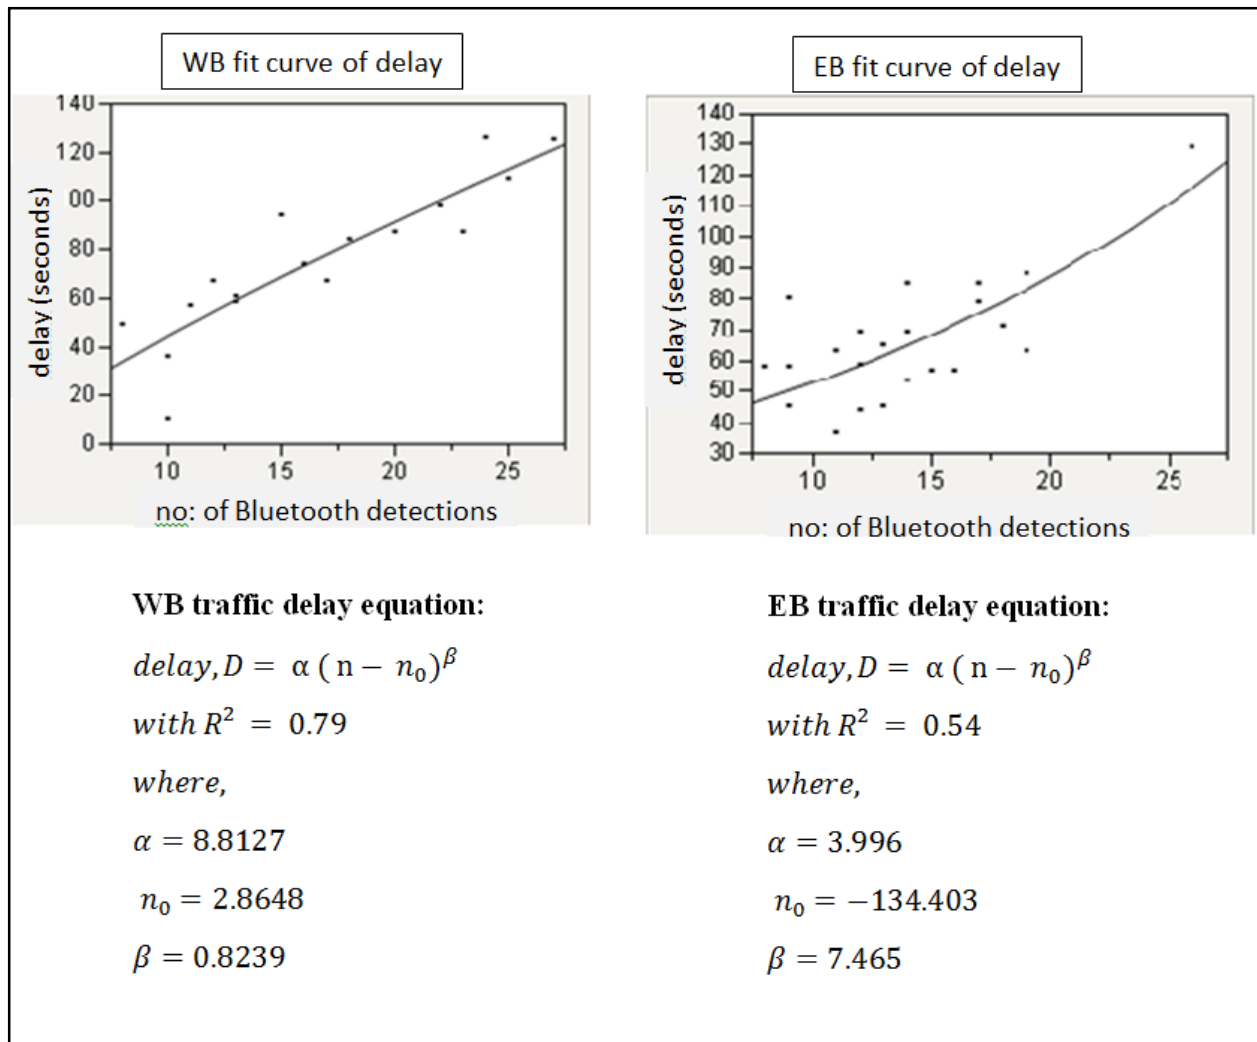 WB fit curve of delay
140
120
00
80
60
40
20
0
delay (seconds)
10 15 20 25
no: of Bluetooth detections
EB fit curve of delay
140
130
120
110
100
90
80
70
60
50
40
30
delay (seconds)
10 15 20 25
no: of Bluetooth detections
WB traffic delay equation:
delay, D = α ( n − n₀)^β
with R² = 0.79
where,
α = 8.8127
n₀ = 2.8648
β = 0.8239
EB traffic delay equation:
delay, D = α ( n − n₀)^β
with R² = 0.54
where,
α = 3.996
n₀ = −134.403
β = 7.465